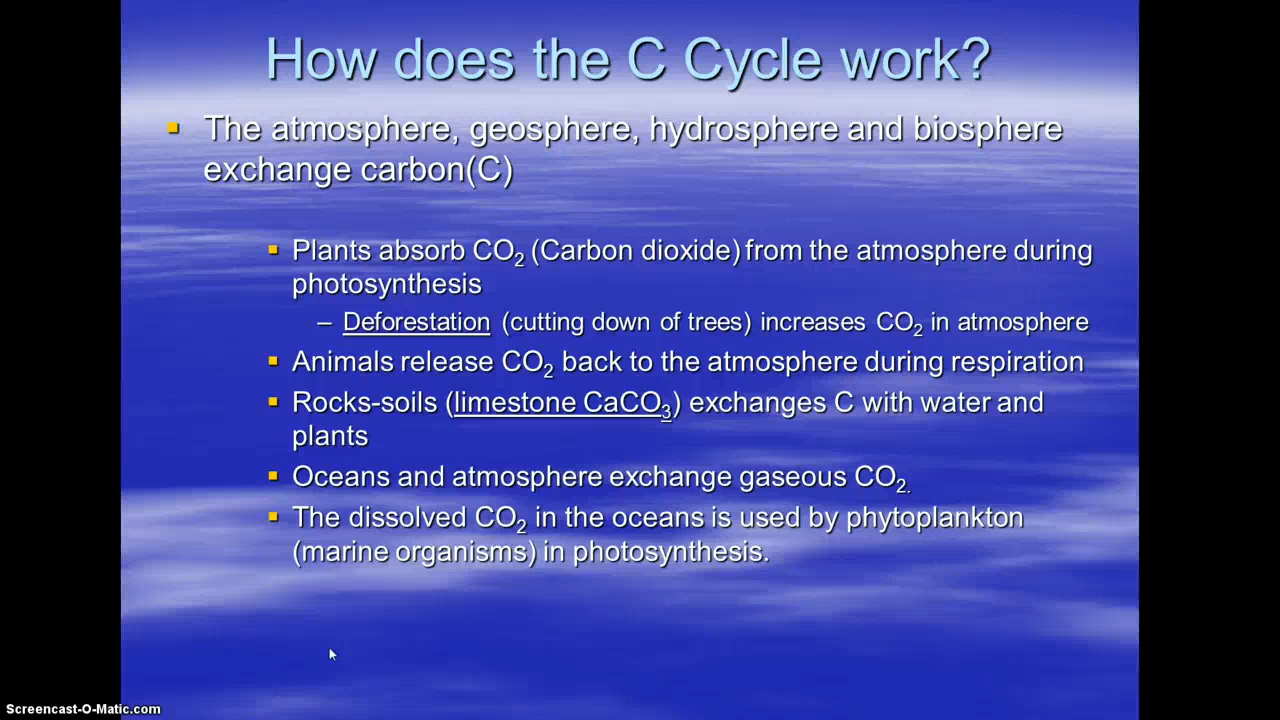 How does the C Cycle work?
▪ The atmosphere, geosphere, hydrosphere and biosphere
exchange carbon(C)
▪ Plants absorb CO₂ (Carbon dioxide) from the atmosphere during
photosynthesis
– Deforestation (cutting down of trees) increases CO₂ in atmosphere
▪ Animals release CO₂ back to the atmosphere during respiration
▪ Rocks-soils (limestone CaCO₃) exchanges C with water and
plants
▪ Oceans and atmosphere exchange gaseous CO₂.
▪ The dissolved CO₂ in the oceans is used by phytoplankton
(marine organisms) in photosynthesis.
Screencast-O-Matic.com